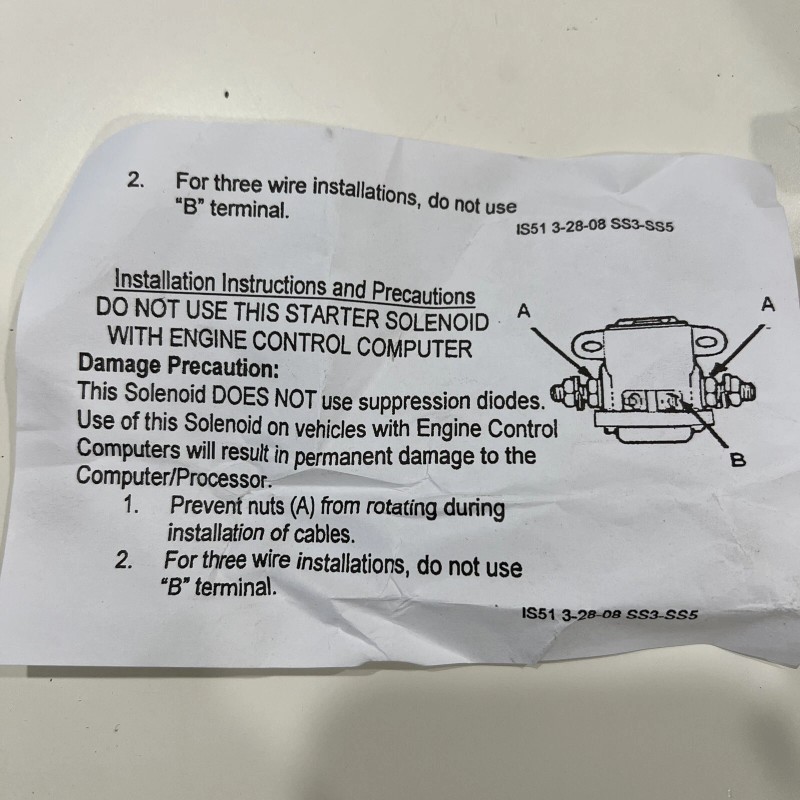 2. For three wire installations, do not use
"B" terminal.
IS51 3-28-08 SS3-SS5
Installation Instructions and Precautions
DO NOT USE THIS STARTER SOLENOID
WITH ENGINE CONTROL COMPUTER
Damage Precaution:
This Solenoid DOES NOT use suppression diodes.
Use of this Solenoid on vehicles with Engine Control
Computers will result in permanent damage to the
Computer/Processor.
1. Prevent nuts (A) from rotating during
installation of cables.
2. For three wire installations, do not use
"B" terminal.
A
A
B
IS51 3-28-08 SS3-SS5